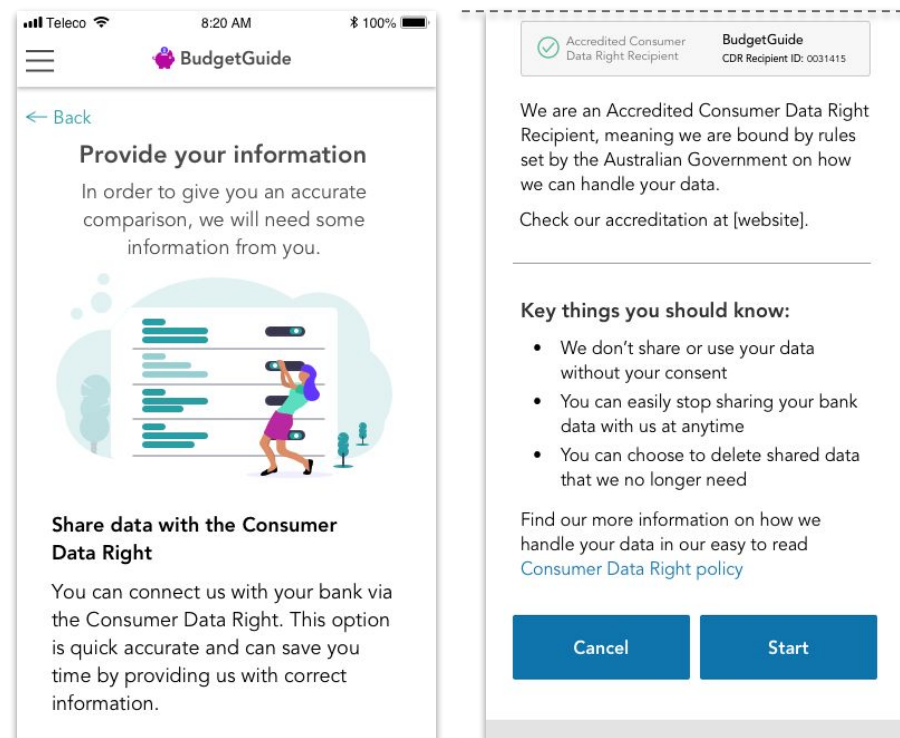 Teleco
8:20 AM
100%
BudgetGuide
← Back
Provide your information
In order to give you an accurate
comparison, we will need some
information from you.
Share data with the Consumer
Data Right
You can connect us with your bank via
the Consumer Data Right. This option
is quick accurate and can save you
time by providing us with correct
information.
Accredited Consumer
Data Right Recipient
BudgetGuide
CDR Recipient ID: 0031415
We are an Accredited Consumer Data Right
Recipient, meaning we are bound by rules
set by the Australian Government on how
we can handle your data.
Check our accreditation at [website].
Key things you should know:
• We don't share or use your data
without your consent
• You can easily stop sharing your bank
data with us at anytime
• You can choose to delete shared data
that we no longer need
Find our more information on how we
handle your data in our easy to read
Consumer Data Right policy
Cancel
Start